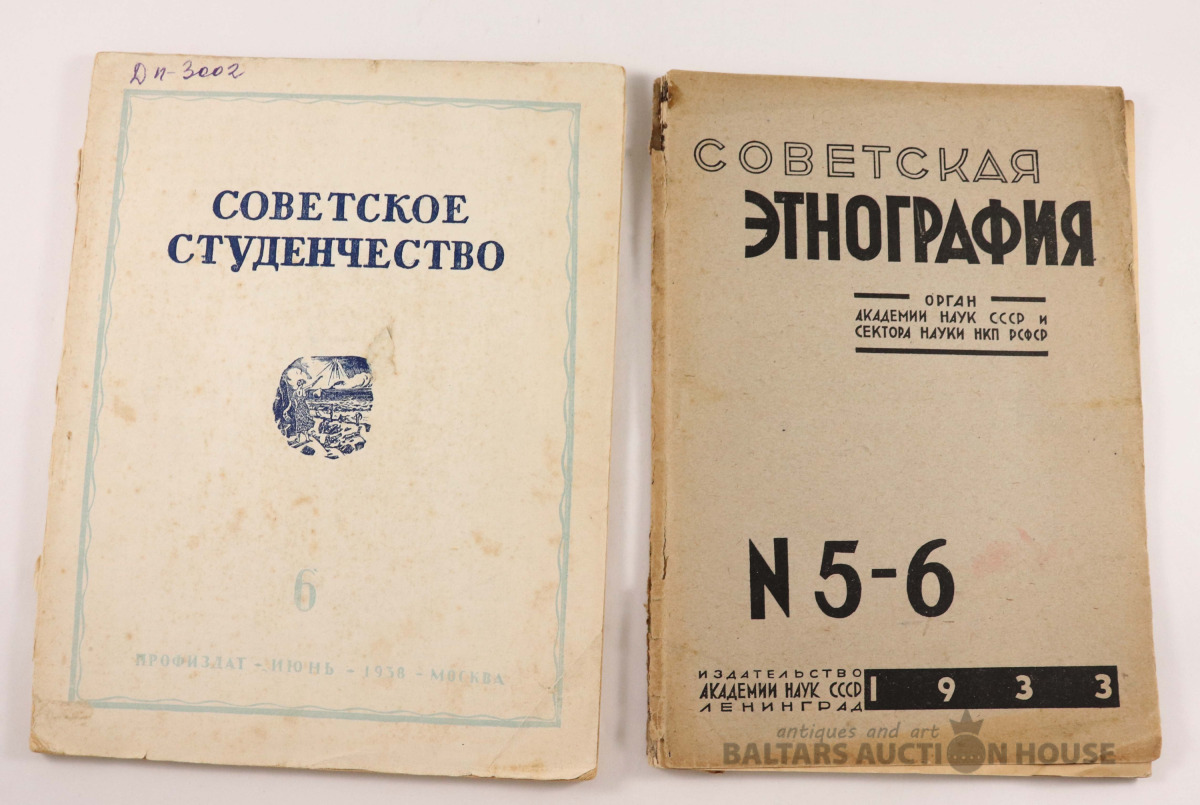 Дп-3002
СОВЕТСКОЕ
СТУДЕНЧЕСТВО
6
ПРОФИЗДАТ - ИЮНЬ - 1938 - МОСКВА
СОВЕТСКАЯ
ЭТНОГРАФИЯ
ОРГАН
АКАДЕМИИ НАУК СССР И
СЕКТОРА НАУКИ НКП РСФСР
N 5-6
ИЗДАТЕЛЬСТВО
АКАДЕМИИ НАУК СССР
ЛЕНИНГРАД
1933
antiques and art
BALTARS AUCTION HOUSE